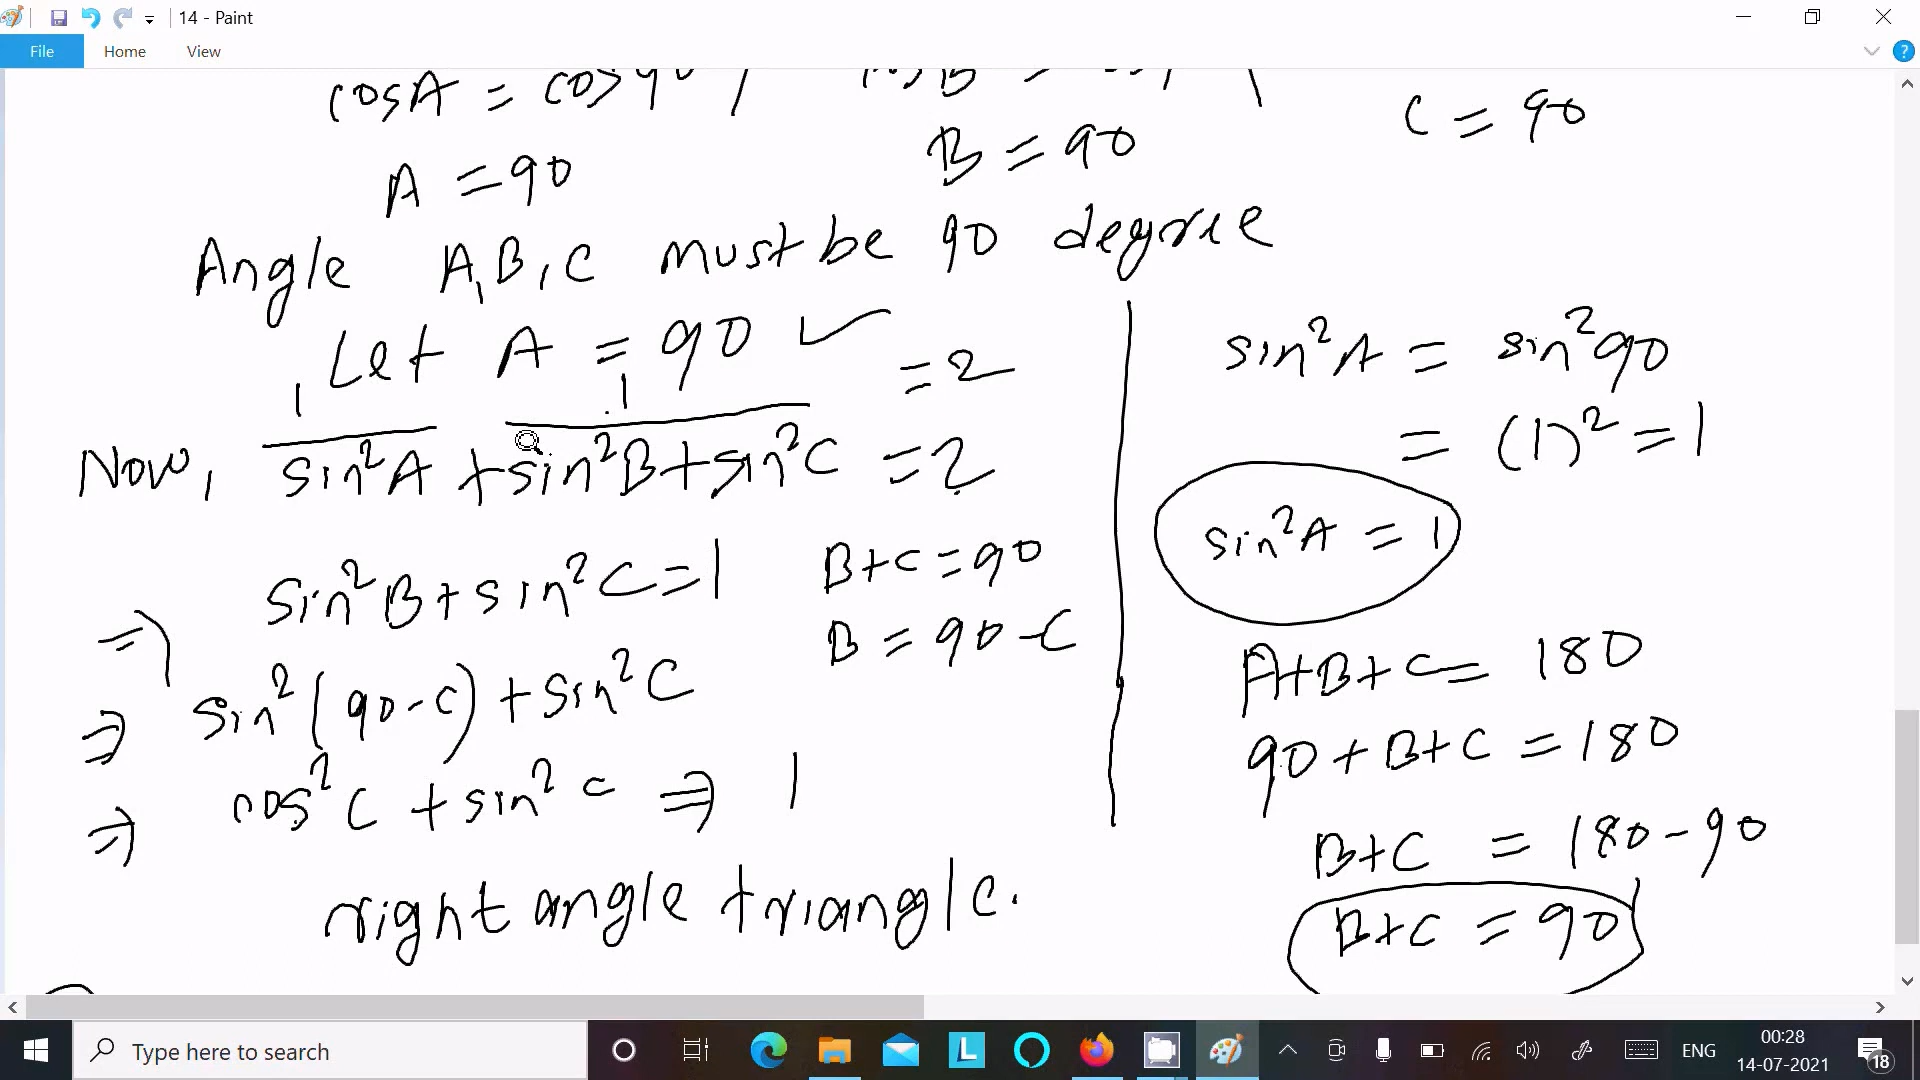 14 - Paint
File Home View
cosA = cos90,
A = 90
B = 90
C = 90
Angle A, B, C must be 90 degree
Let A = 90 ✓
1 1 = 2
Now, sin²A + sin²B + sin²C = 2
⇒ sin²B + sin²C = 1
B+C = 90
B = 90 - C
⇒ sin²(90-C) + sin²C
⇒ cos²C + sin²C ⇒ 1
right angle triangle.
sin²A = sin²90
= (1)² = 1
sin²A = 1
A+B+C = 180
90 + B+C = 180
B+C = 180 - 90
B+C = 90
Type here to search
L
ENG
00:28
14-07-2021
18